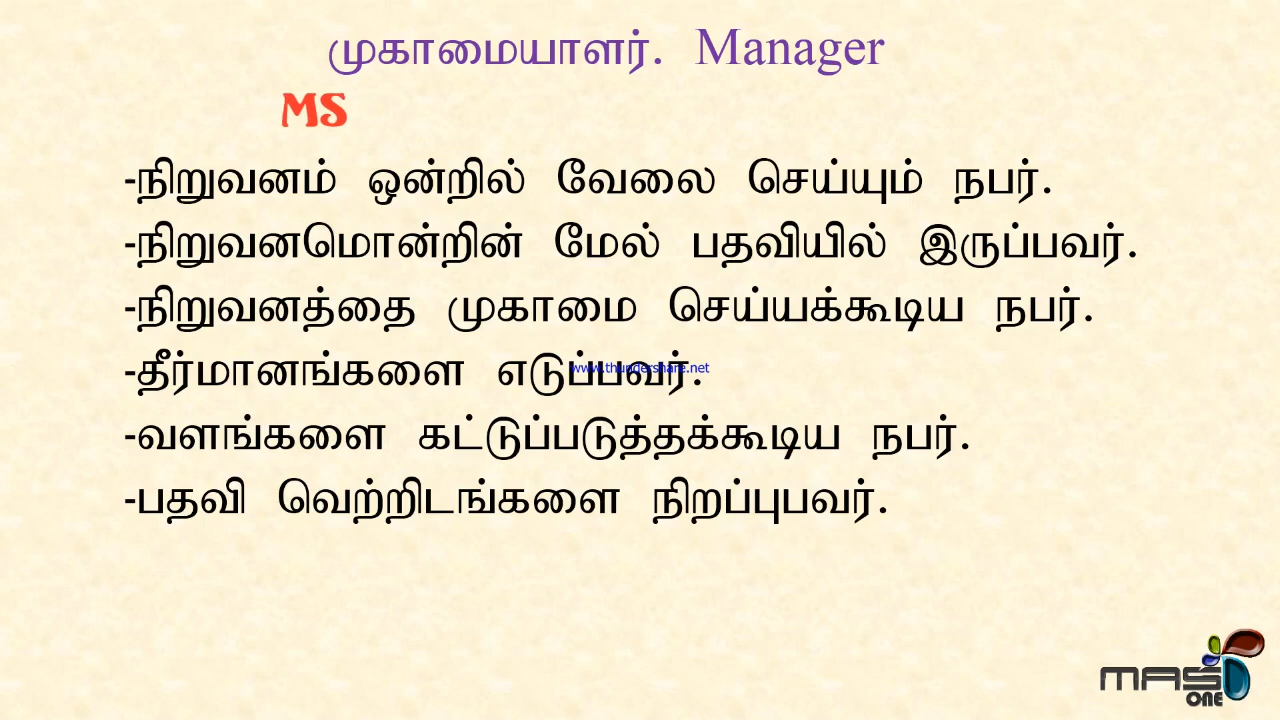 முகாமையாளர். Manager
MS
-நிறுவனம் ஒன்றில் வேலை செய்யும் நபர்.
-நிறுவனமொன்றின் மேல் பதவியில் இருப்பவர்.
-நிறுவனத்தை முகாமை செய்யக்கூடிய நபர்.
-தீர்மானங்களை எடுப்பவர்.
www.thundershare.net
-வளங்களை கட்டுப்படுத்தக்கூடிய நபர்.
-பதவி வெற்றிடங்களை நிறப்புபவர்.
MAS
ONE